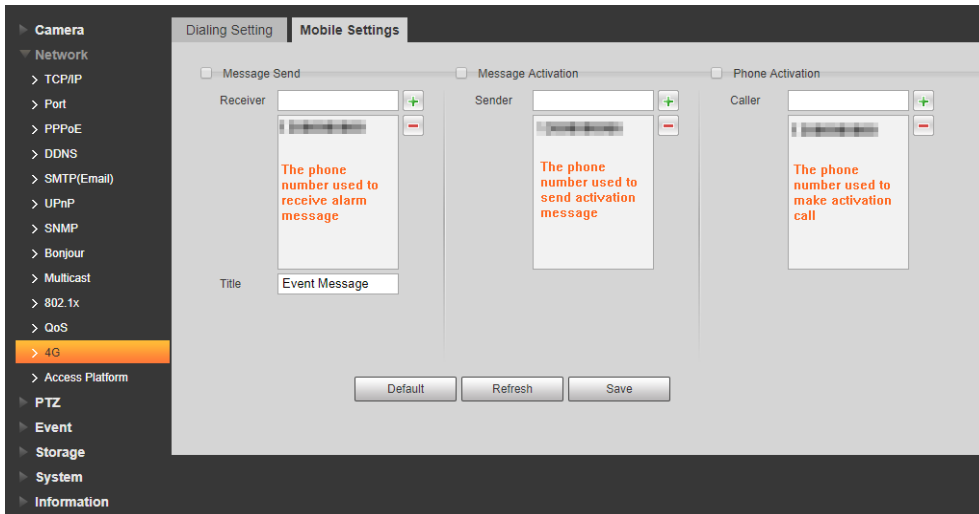 Camera
Network
TCP/IP
Port
PPPoE
DDNS
SMTP(Email)
UPnP
SNMP
Bonjour
Multicast
802.1x
QoS
4G
Access Platform
PTZ
Event
Storage
System
Information
Dialing Setting
Mobile Settings
Message Send
Receiver
The phone
number used to
receive alarm
message
Title
Event Message
Message Activation
Sender
The phone
number used to
send activation
message
Phone Activation
Caller
The phone
number used to
make activation
call
Default
Refresh
Save